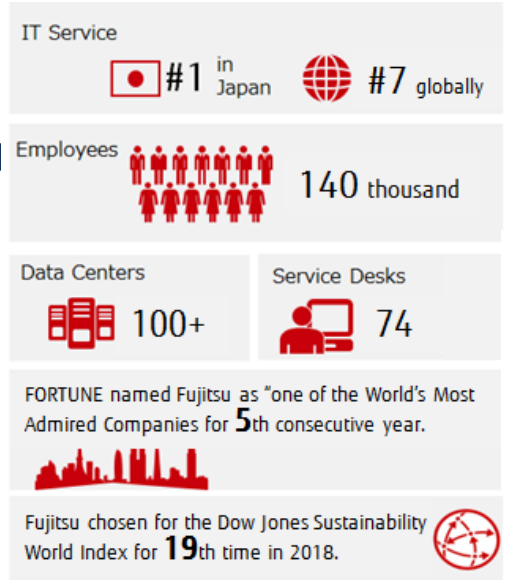 IT Service
#1 in Japan #7 globally
Employees
140 thousand
Data Centers
100+
Service Desks
74
FORTUNE named Fujitsu as "one of the World's Most
Admired Companies for 5th consecutive year.
Fujitsu chosen for the Dow Jones Sustainability
World Index for 19th time in 2018.